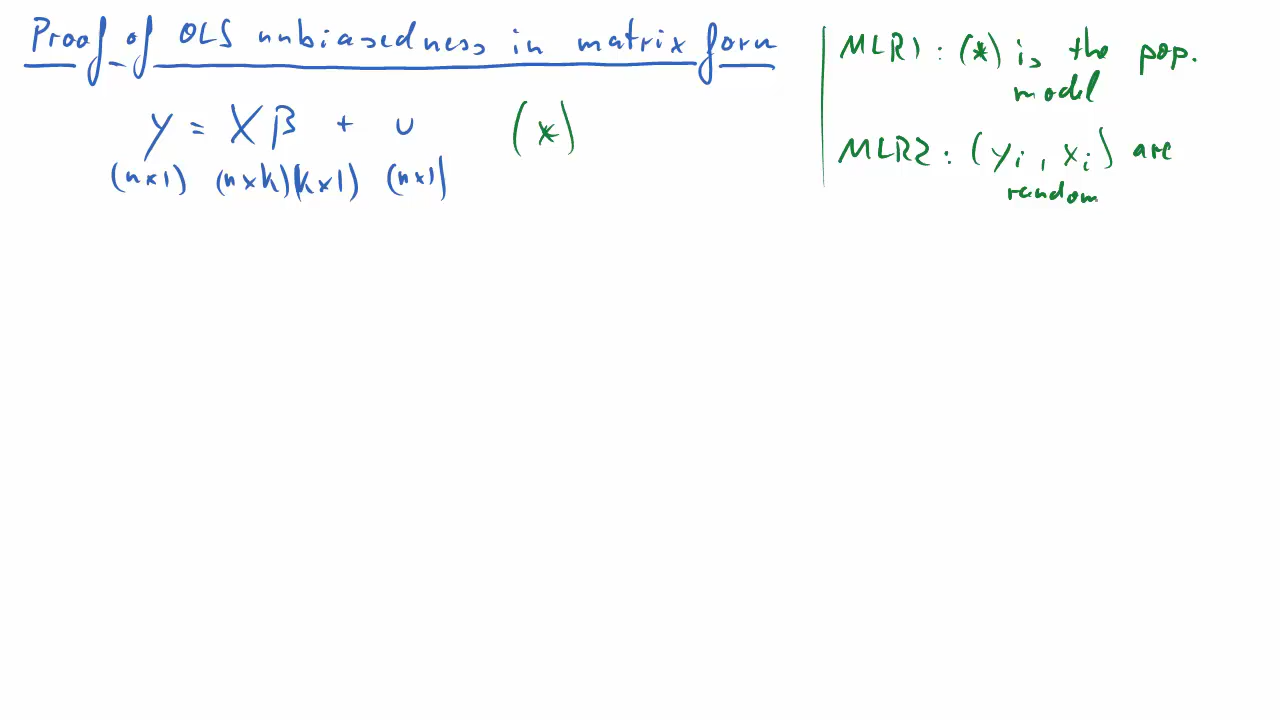 Proof of OLS unbiasedness in matrix form
y = Xβ + u (*)
(n×1) (n×k)(k×1) (n×1)
MLR1: (*) is the pop.
model
MLR2: (yi, xi) are
random